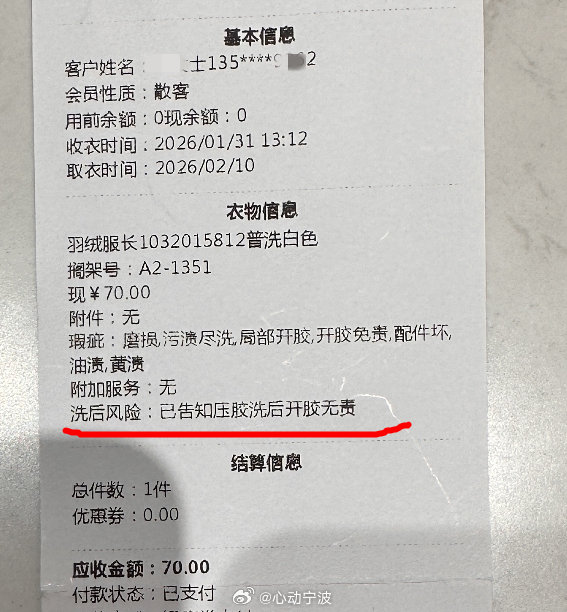 基本信息
客户姓名：士135****9 2
会员性质：散客
用前余额：0现余额：0
收衣时间：2026/01/31 13:12
取衣时间：2026/02/10
衣物信息
羽绒服长1032015812普洗白色
搁架号：A2-1351
现￥70.00
附件：无
瑕疵：磨损,污渍尽洗,局部开胶,开胶免责,配件坏,
油渍,黄渍
附加服务：无
洗后风险：已告知压胶洗后开胶无责
结算信息
总件数：1件
优惠券：0.00
应收金额：70.00
付款状态：已支付
@心动宁波